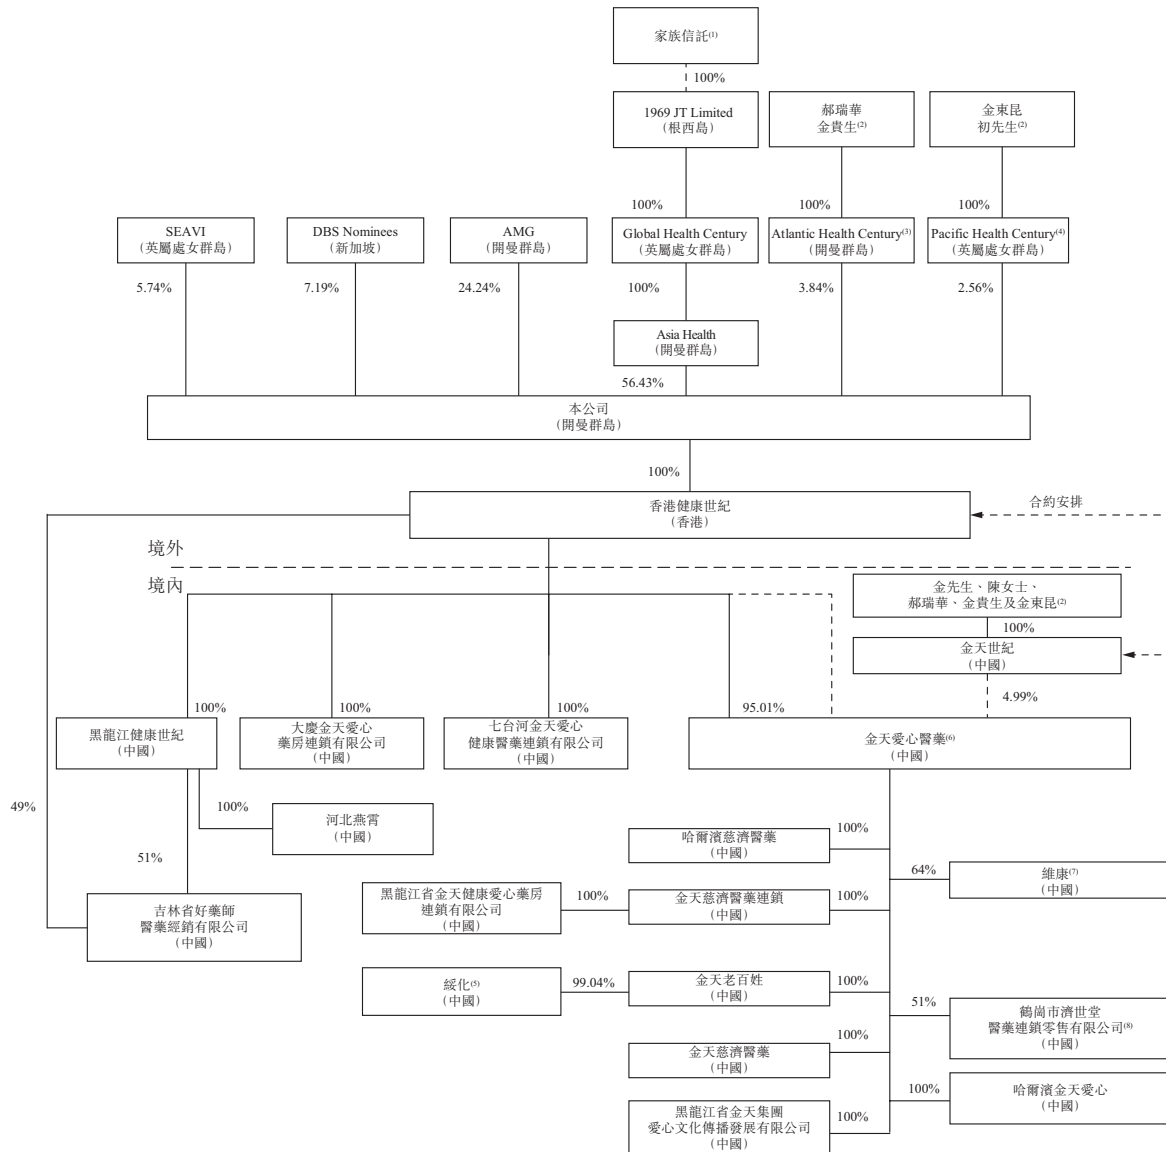 家族信託(1)
100%
1969 JT Limited
(根西島)
郝瑞華
金貴生(2)
金東昆
初先生(2)
100%
100%
100%
SEAVI
(英屬處女群島)
DBS Nominees
(新加坡)
AMG
(開曼群島)
Global Health Century
(英屬處女群島)
Atlantic Health Century(3)
(開曼群島)
Pacific Health Century(4)
(英屬處女群島)
5.74%
7.19%
24.24%
100%
3.84%
2.56%
Asia Health
(開曼群島)
56.43%
本公司
(開曼群島)
100%
香港健康世紀
(香港)
合約安排
境外
境內
金先生、陳女士、
郝瑞華、金貴生及金東昆(2)
100%
金天世紀
(中國)
4.99%
100%
100%
100%
95.01%
黑龍江健康世紀
(中國)
大慶金天愛心
藥房連鎖有限公司
(中國)
七台河金天愛心
健康醫藥連鎖有限公司
(中國)
金天愛心醫藥(6)
(中國)
49%
100%
河北燕霄
(中國)
51%
吉林省好藥師
醫藥經銷有限公司
(中國)
哈爾濱慈濟醫藥
(中國)
100%
64%
維康(7)
(中國)
黑龍江省金天健康愛心藥房
連鎖有限公司
(中國)
100%
金天慈濟醫藥連鎖
(中國)
100%
綏化(5)
(中國)
99.04%
金天老百姓
(中國)
100%
51%
鶴崗市濟世堂
醫藥連鎖零售有限公司(8)
(中國)
金天慈濟醫藥
(中國)
100%
100%
哈爾濱金天愛心
(中國)
黑龍江省金天集團
愛心文化傳播發展有限公司
(中國)
100%